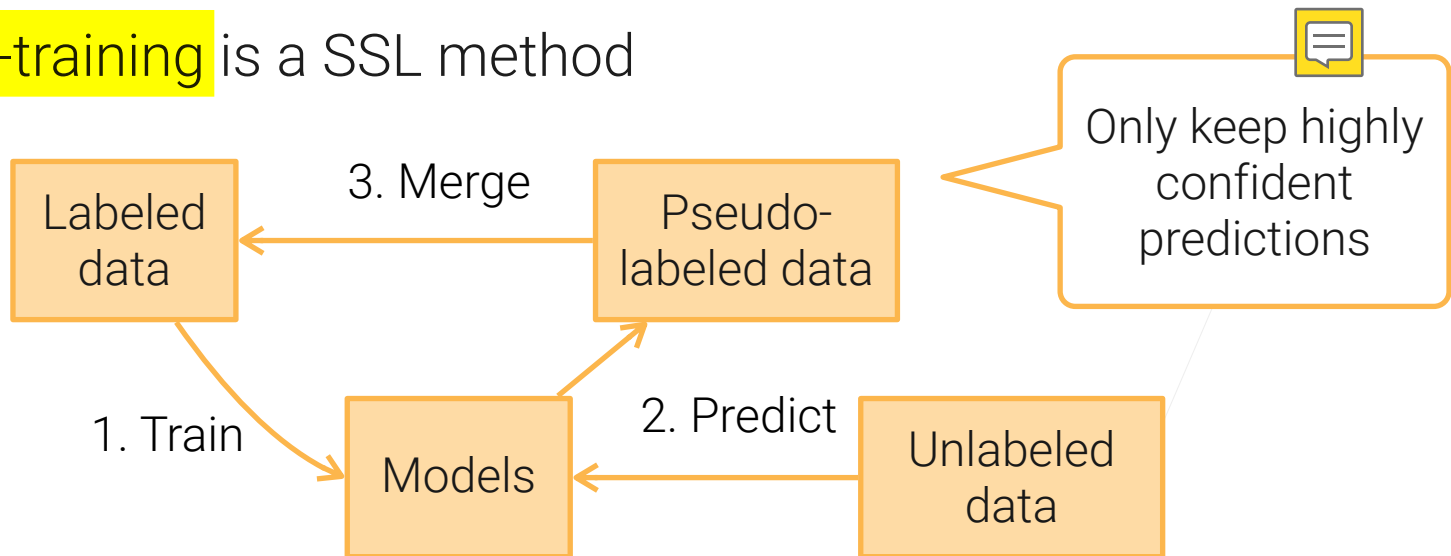 -training is a SSL method
Only keep highly
confident
predictions
3. Merge
Labeled
data
Pseudo-
labeled data
1. Train
2. Predict
Models
Unlabeled
data